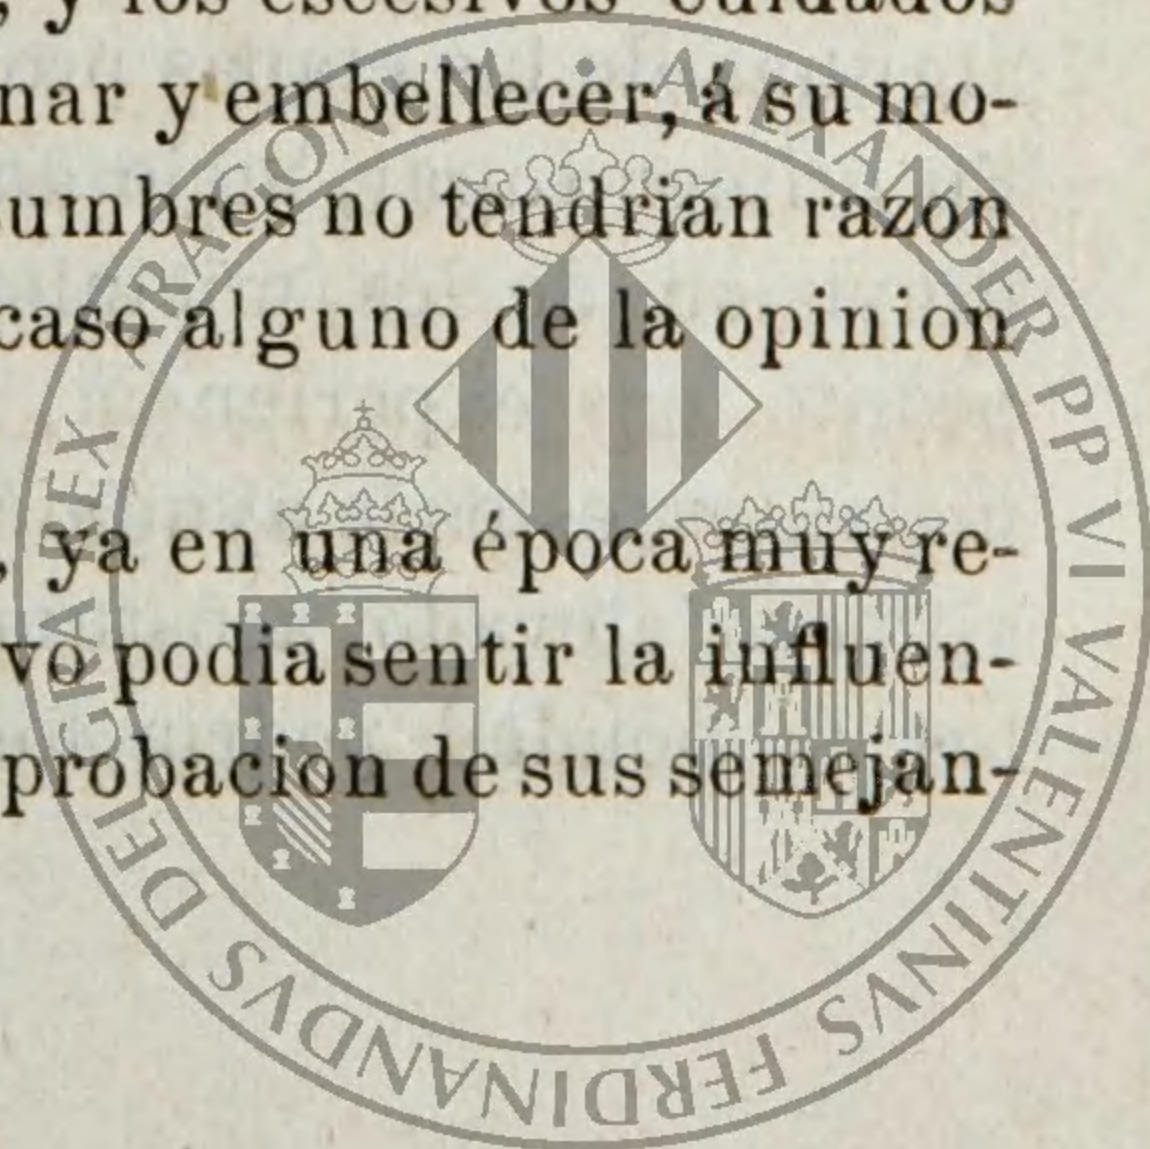 y los escesivos cuidados
nar y embellecer, á su mo-
umbres no tendrian razon
caso alguno de la opinion
, ya en una época muy re-
vo podia sentir la influen-
probacion de sus semejan-
ALEXANDER PP VI VALENTINVS FERDINANDVS DEI GRA REX ARAGONVM